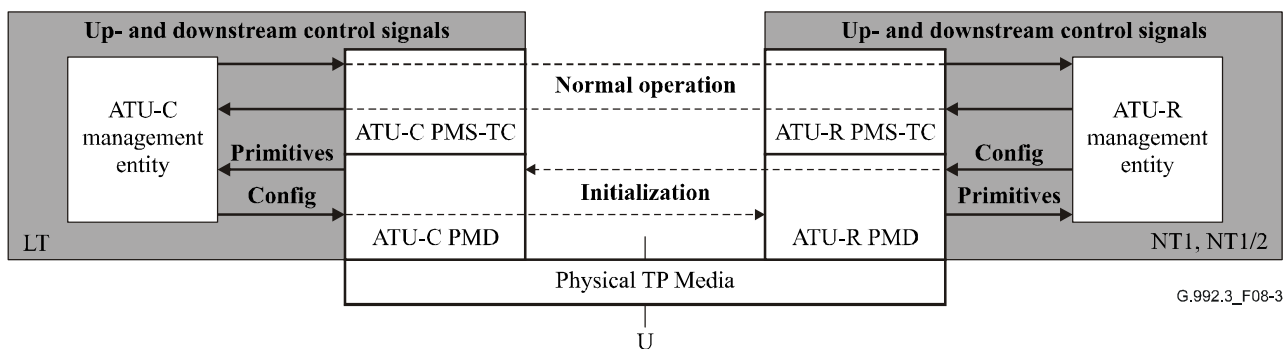 Up- and downstream control signals
Up- and downstream control signals
ATU-C
management
entity
Normal operation
ATU-R
management
entity
ATU-C PMS-TC
ATU-R PMS-TC
Primitives
Config
Config
Initialization
Primitives
LT
ATU-C PMD
ATU-R PMD
NT1, NT1/2
Physical TP Media
G.992.3_F08-3
U